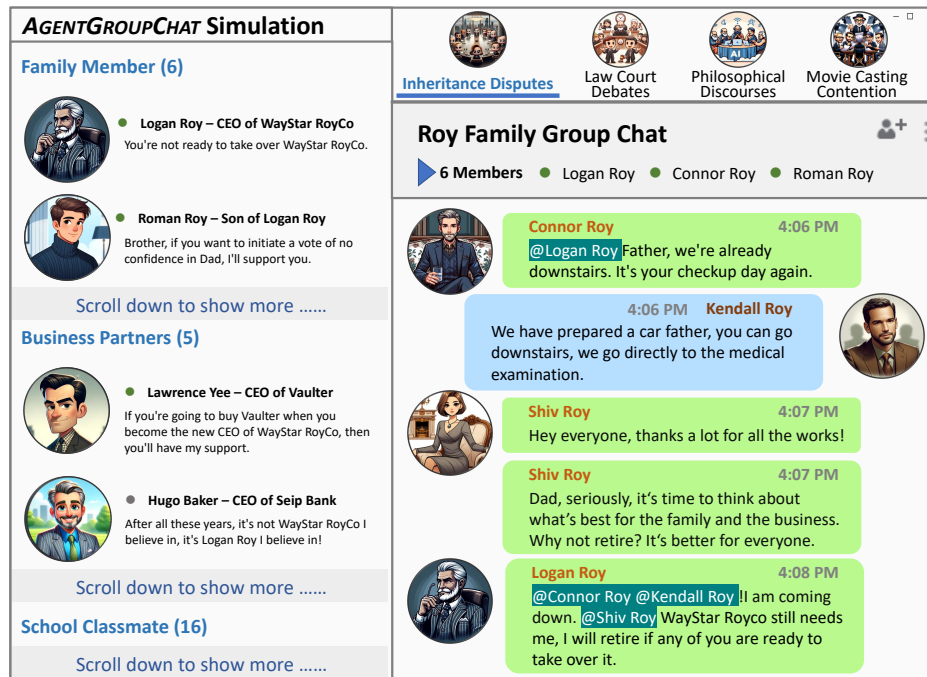 AGENTGROUPCHAT Simulation
Family Member (6)
Logan Roy – CEO of WayStar RoyCo
You're not ready to take over WayStar RoyCo.
Roman Roy – Son of Logan Roy
Brother, if you want to initiate a vote of no
confidence in Dad, I'll support you.
Scroll down to show more ……
Business Partners (5)
Lawrence Yee – CEO of Vaulter
If you're going to buy Vaulter when you
become the new CEO of WayStar RoyCo, then
you'll have my support.
Hugo Baker – CEO of Seip Bank
After all these years, it's not WayStar RoyCo I
believe in, it's Logan Roy I believe in!
Scroll down to show more ……
School Classmate (16)
Scroll down to show more ……
Inheritance Disputes
Law Court
Debates
AI
Philosophical
Discourses
Movie Casting
Contention
Roy Family Group Chat
6 Members
Logan Roy
Connor Roy
Roman Roy
Connor Roy 4:06 PM
@Logan Roy Father, we're already
downstairs. It's your checkup day again.
4:06 PM Kendall Roy
We have prepared a car father, you can go
downstairs, we go directly to the medical
examination.
Shiv Roy 4:07 PM
Hey everyone, thanks a lot for all the works!
Shiv Roy 4:07 PM
Dad, seriously, it‘s time to think about
what’s best for the family and the business.
Why not retire? It‘s better for everyone.
Logan Roy 4:08 PM
@Connor Roy @Kendall Roy !I am coming
down. @Shiv Roy WayStar Royco still needs
me, I will retire if any of you are ready to
take over it.